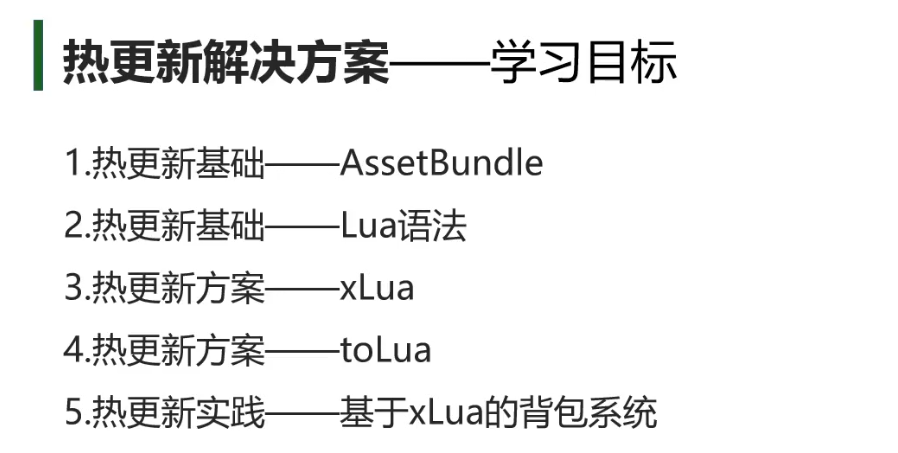 热更新解决方案——学习目标
1.热更新基础——AssetBundle
2.热更新基础——Lua语法
3.热更新方案——xLua
4.热更新方案——toLua
5.热更新实践——基于xLua的背包系统